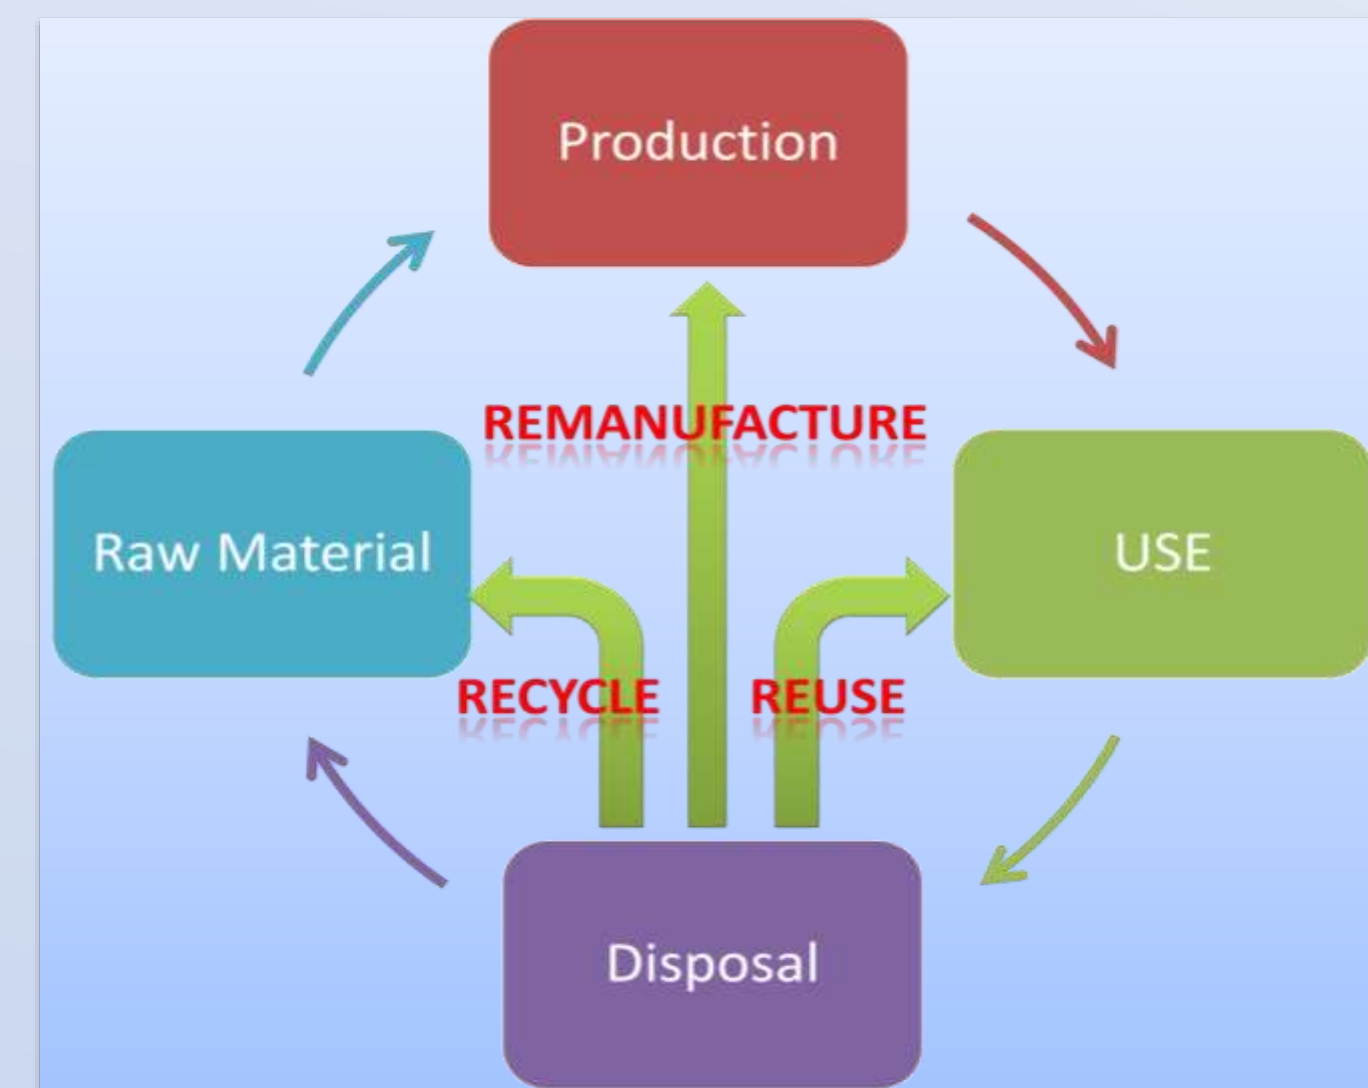 Production
REMANUFACTURE
Raw Material
USE
RECYCLE
REUSE
Disposal